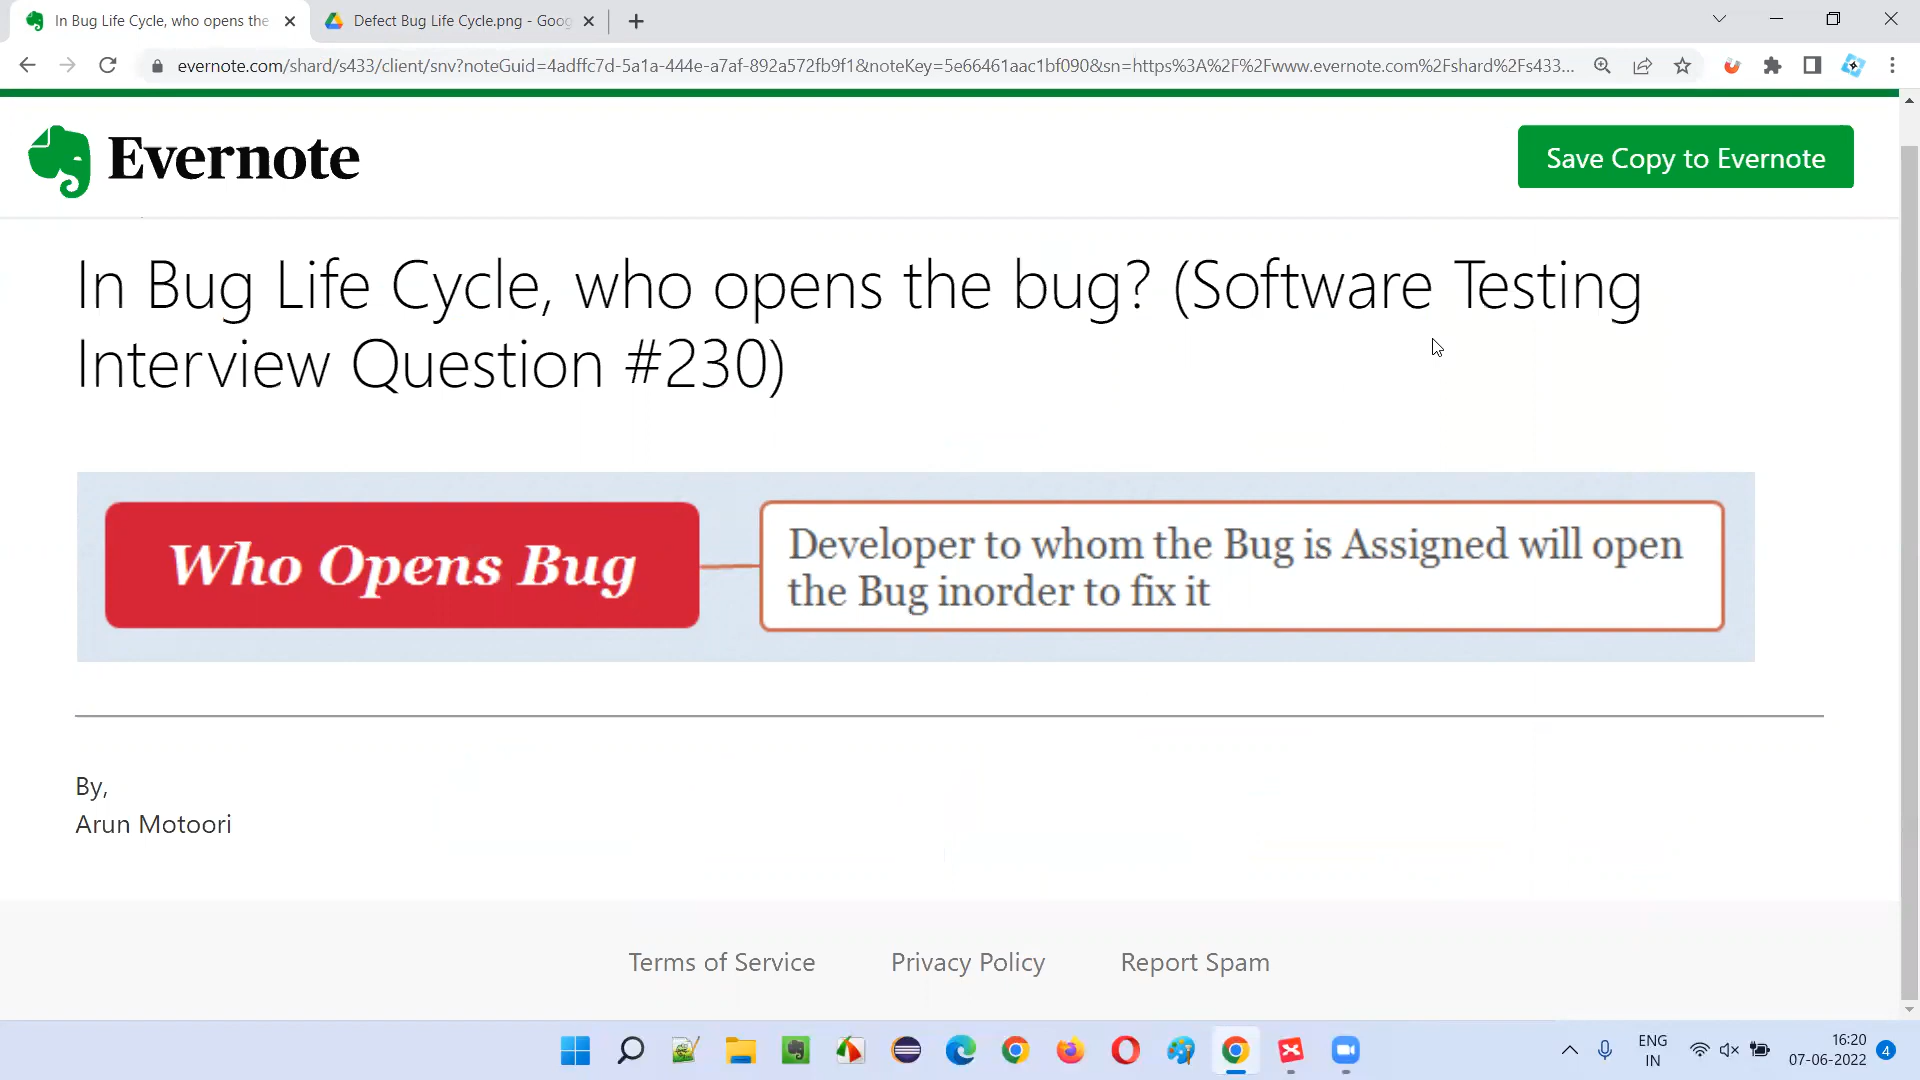 In Bug Life Cycle, who opens the
Defect Bug Life Cycle.png - Goog
evernote.com/shard/s433/client/snv?noteGuid=4adffc7d-5a1a-444e-a7af-892a572fb9f1&noteKey=5e66461aac1bf090&sn=https%3A%2F%2Fwww.evernote.com%2Fshard%2Fs433...
Evernote
Save Copy to Evernote
In Bug Life Cycle, who opens the bug? (Software Testing
Interview Question #230)
Who Opens Bug
Developer to whom the Bug is Assigned will open
the Bug inorder to fix it
By,
Arun Motoori
Terms of Service
Privacy Policy
Report Spam
ENG
IN
16:20
07-06-2022
4